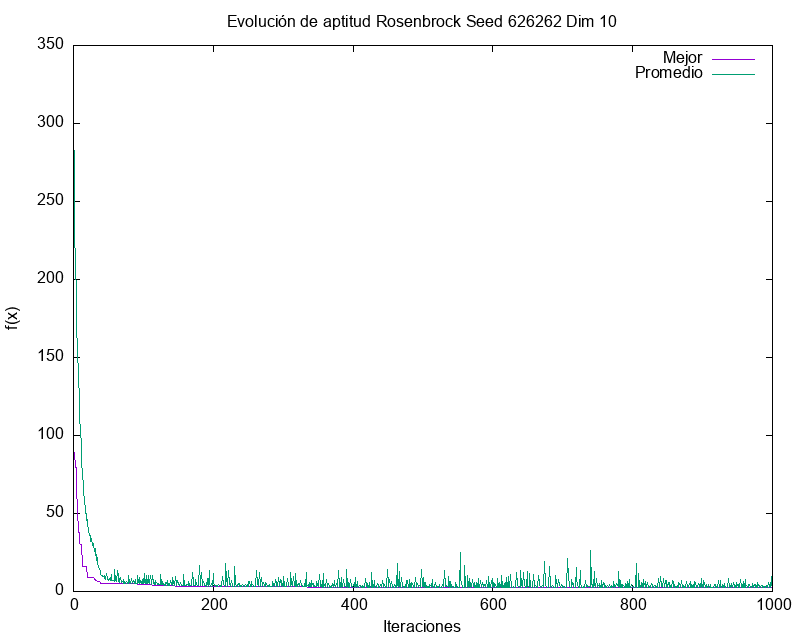 Evolución de aptitud Rosenbrock Seed 626262 Dim 10
350
300
250
200
150
100
50
0
f(x)
Mejor
Promedio
0 200 400 600 800 1000
Iteraciones